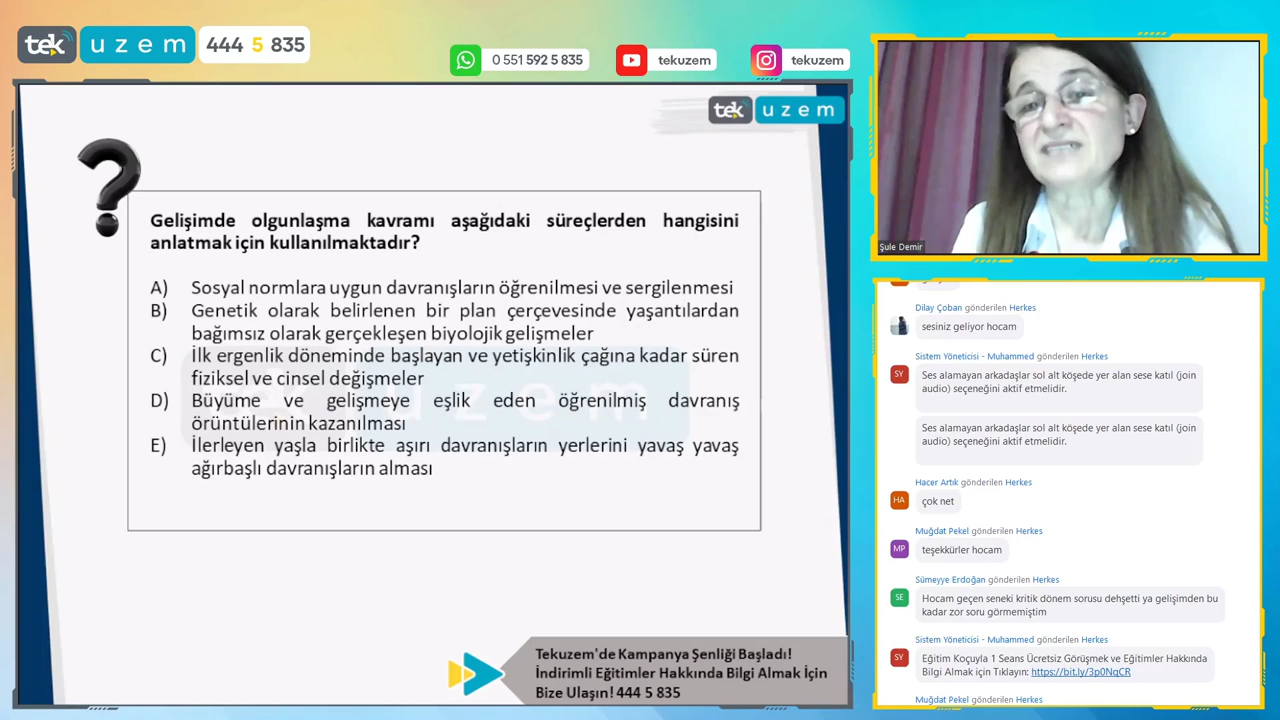 tek uzem 444 5 835
0 551 592 5 835
tekuzem
tekuzem
tek uzem
Gelişimde olgunlaşma kavramı aşağıdaki süreçlerden hangisini
anlatmak için kullanılmaktadır?
A) Sosyal normlara uygun davranışların öğrenilmesi ve sergilenmesi
B) Genetik olarak belirlenen bir plan çerçevesinde yaşantılardan
bağımsız olarak gerçekleşen biyolojik gelişmeler
C) İlk ergenlik döneminde başlayan ve yetişkinlik çağına kadar süren
fiziksel ve cinsel değişmeler
D) Büyüme ve gelişmeye eşlik eden öğrenilmiş davranış
örüntülerinin kazanılması
E) İlerleyen yaşla birlikte aşırı davranışların yerlerini yavaş yavaş
ağırbaşlı davranışların alması
Tekuzem'de Kampanya Şenliği Başladı!
İndirimli Eğitimler Hakkında Bilgi Almak İçin
Bize Ulaşın! 444 5 835
Şule Demir
Dilay Çoban gönderilen Herkes
sesiniz geliyor hocam
Sistem Yöneticisi - Muhammed gönderilen Herkes
SY
Ses alamayan arkadaşlar sol alt köşede yer alan sese katıl (join
audio) seçeneğini aktif etmelidir.
Ses alamayan arkadaşlar sol alt köşede yer alan sese katıl (join
audio) seçeneğini aktif etmelidir.
Hacer Artık gönderilen Herkes
HA
çok net
Muğdat Pekel gönderilen Herkes
MP
teşekkürler hocam
Sümeyye Erdoğan gönderilen Herkes
SE
Hocam geçen seneki kritik dönem sorusu dehşetti ya gelişimden bu
kadar zor soru görmemiştim
Sistem Yöneticisi - Muhammed gönderilen Herkes
SY
Eğitim Koçuyla 1 Seans Ücretsiz Görüşmek ve Eğitimler Hakkında
Bilgi Almak için Tıklayın: https://bit.ly/3p0NqCR
Muğdat Pekel gönderilen Herkes